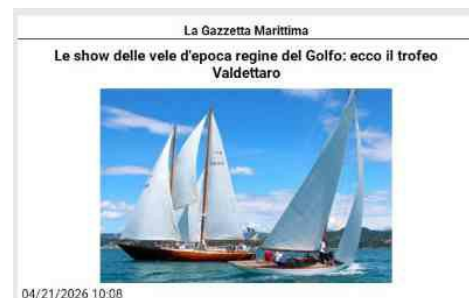 La Gazzetta Marittima
Le show delle vele d'epoca regine del Golfo: ecco il trofeo
Valdettaro
04/21/2026 10:08